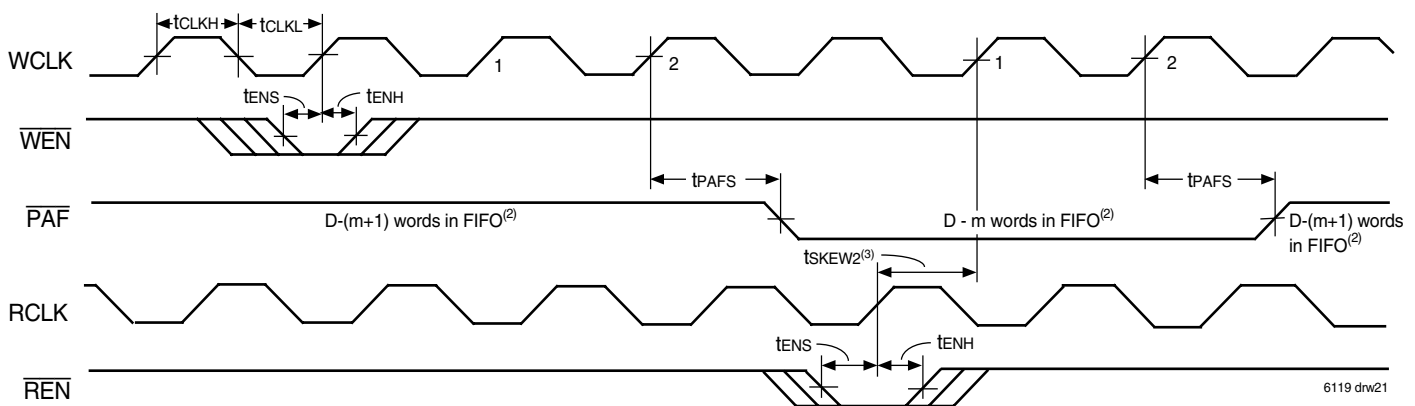 tCLKH tCLKL
WCLK 1 2 1 2
tENS tENH
WEN
tPAFS tPAFS
PAF D-(m+1) words in FIFO(2) D - m words in FIFO(2) D-(m+1) words
in FIFO(2)
tSKEW2(3)
RCLK
tENS tENH
REN
6119 drw21